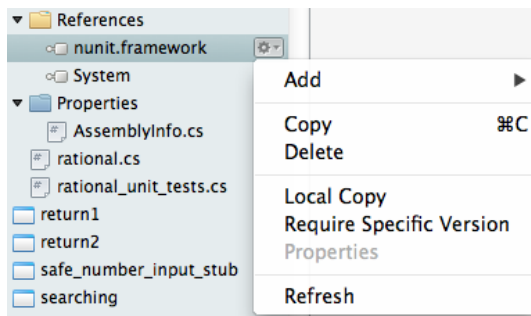 References
nunit.framework
System
Properties
AssemblyInfo.cs
rational.cs
rational_unit_tests.cs
return1
return2
safe_number_input_stub
searching
Add
Copy ⌘C
Delete
Local Copy
Require Specific Version
Properties
Refresh